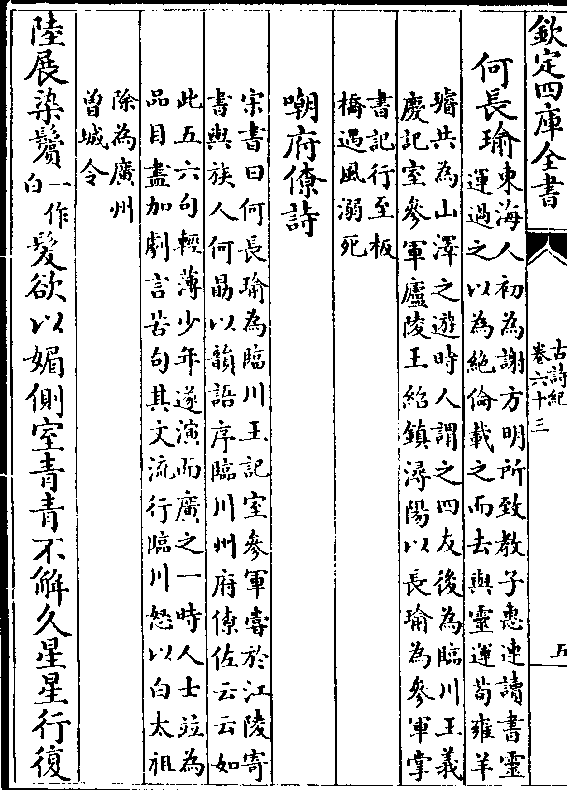 欽定四庫全書
古詩紀
卷六十三
五
何長瑜東海人初為謝方明所致教子惠連讀書靈
運過之以為絶倫載之而去與靈運荀雍羊
璿共為山澤之遊時人謂之四友後為臨川王義
慶記室參軍廬陵王紹鎮潯陽以長瑜為參軍掌
書記行至板
橋遇風溺死
嘲府僚詩
宋書曰何長瑜為臨川王記室參軍嘗於江陵寄
書與族人何勗以韻語序臨川州府僚佐云云如
此五六句輕薄少年遂演而廣之一時人士竝為
品目盡加劇言苦句其文流行臨川怒以白太祖
除為廣州
曽城令
陸展染鬢一作白髮欲以媚側室青青不解久星星行復